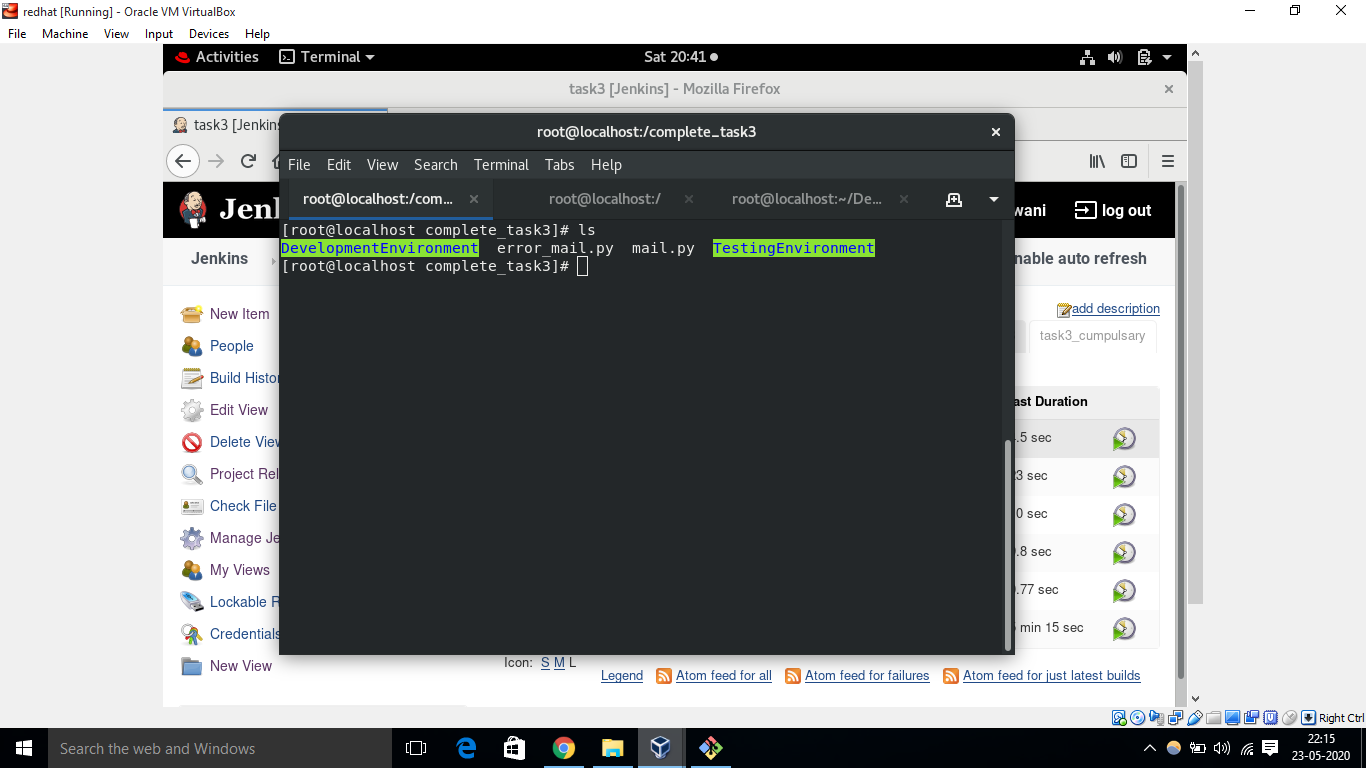 redhat [Running] - Oracle VM VirtualBox
File Machine View Input Devices Help
Activities Terminal Sat 20:41
task3 [Jenkins] - Mozilla Firefox
task3 [Jenkins
root@localhost:/complete_task3
File Edit View Search Terminal Tabs Help
root@localhost:/com... root@localhost:/ root@localhost:~/De...
Jen wani log out
[root@localhost complete_task3]# ls
DevelopmentEnvironment error_mail.py mail.py TestingEnvironment
[root@localhost complete_task3]#
Jenkins nable auto refresh
add description
task3_cumpulsary
New Item
People
Build Histo
Edit View
Delete View
Project Rel
Check File
Manage Je
My Views
Lockable R
Credentials
New View
ast Duration
.5 sec
3 sec
0 sec
.8 sec
.77 sec
min 15 sec
Icon: S M L
Legend Atom feed for all Atom feed for failures Atom feed for just latest builds
Right Ctrl
Search the web and Windows
22:15
23-05-2020